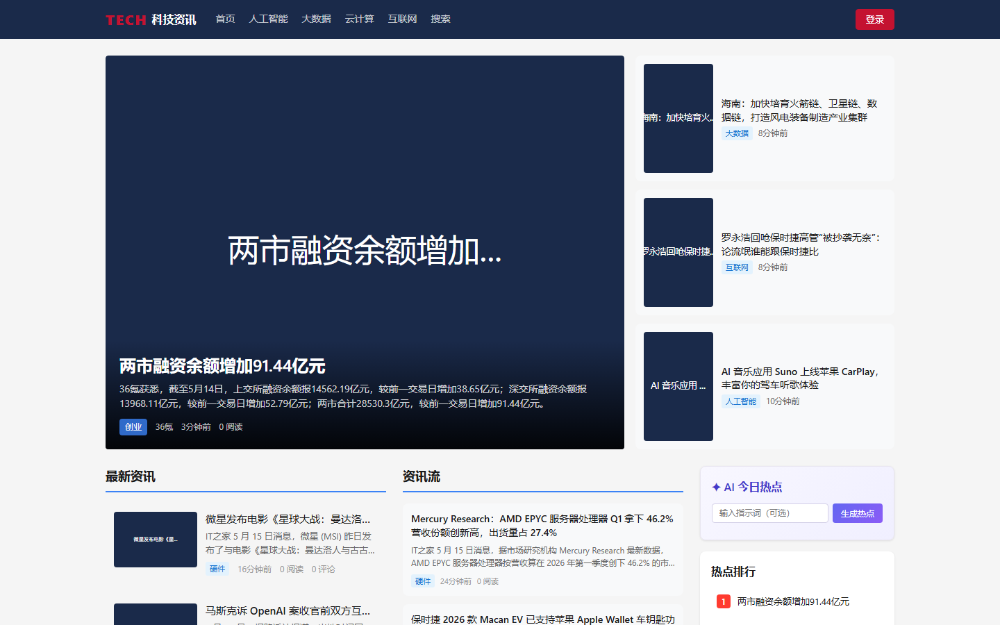 TECH 科技资讯
首页
人工智能
大数据
云计算
互联网
搜索
登录
两市融资余额增加...
两市融资余额增加91.44亿元
36氪获悉，截至5月14日，上交所融资余额报14562.19亿元，较前一交易日增加38.65亿元；深交所融资余额报
13968.11亿元，较前一交易日增加52.79亿元；两市合计28530.3亿元，较前一交易日增加91.44亿元。
创业
36氪
3分钟前
0 阅读
海南：加快培育火...
海南：加快培育火箭链、卫星链、数
据链，打造风电装备制造产业集群
大数据
8分钟前
罗永浩回呛保时捷...
罗永浩回呛保时捷高管“被抄袭无奈”：
论流氓谁能跟保时捷比
互联网
8分钟前
AI 音乐应用 ...
AI 音乐应用 Suno 上线苹果 CarPlay，
丰富你的驾车听歌体验
人工智能
10分钟前
最新资讯
微星发布电影《星...
微星发布电影《星球大战：曼达洛...
IT之家 5 月 15 日消息，微星 (MSI) 昨日发
布了与电影《星球大战：曼达洛人与古古...
硬件
16分钟前
0 阅读
0 评论
马斯克诉 OpenAI 案收官前双方互...
资讯流
Mercury Research：AMD EPYC 服务器处理器 Q1 拿下 46.2%
营收份额创新高，出货量占 27.4%
IT之家 5 月 15 日消息，据市场研究机构 Mercury Research 最新数据，
AMD EPYC 服务器处理器按营收算在 2026 年第一季度创下 46.2% 的市...
硬件
24分钟前
0 阅读
保时捷 2026 款 Macan EV 已支持苹果 Apple Wallet 车钥匙功
✦ AI 今日热点
输入指示词（可选）
生成热点
热点排行
1
两市融资余额增加91.44亿元